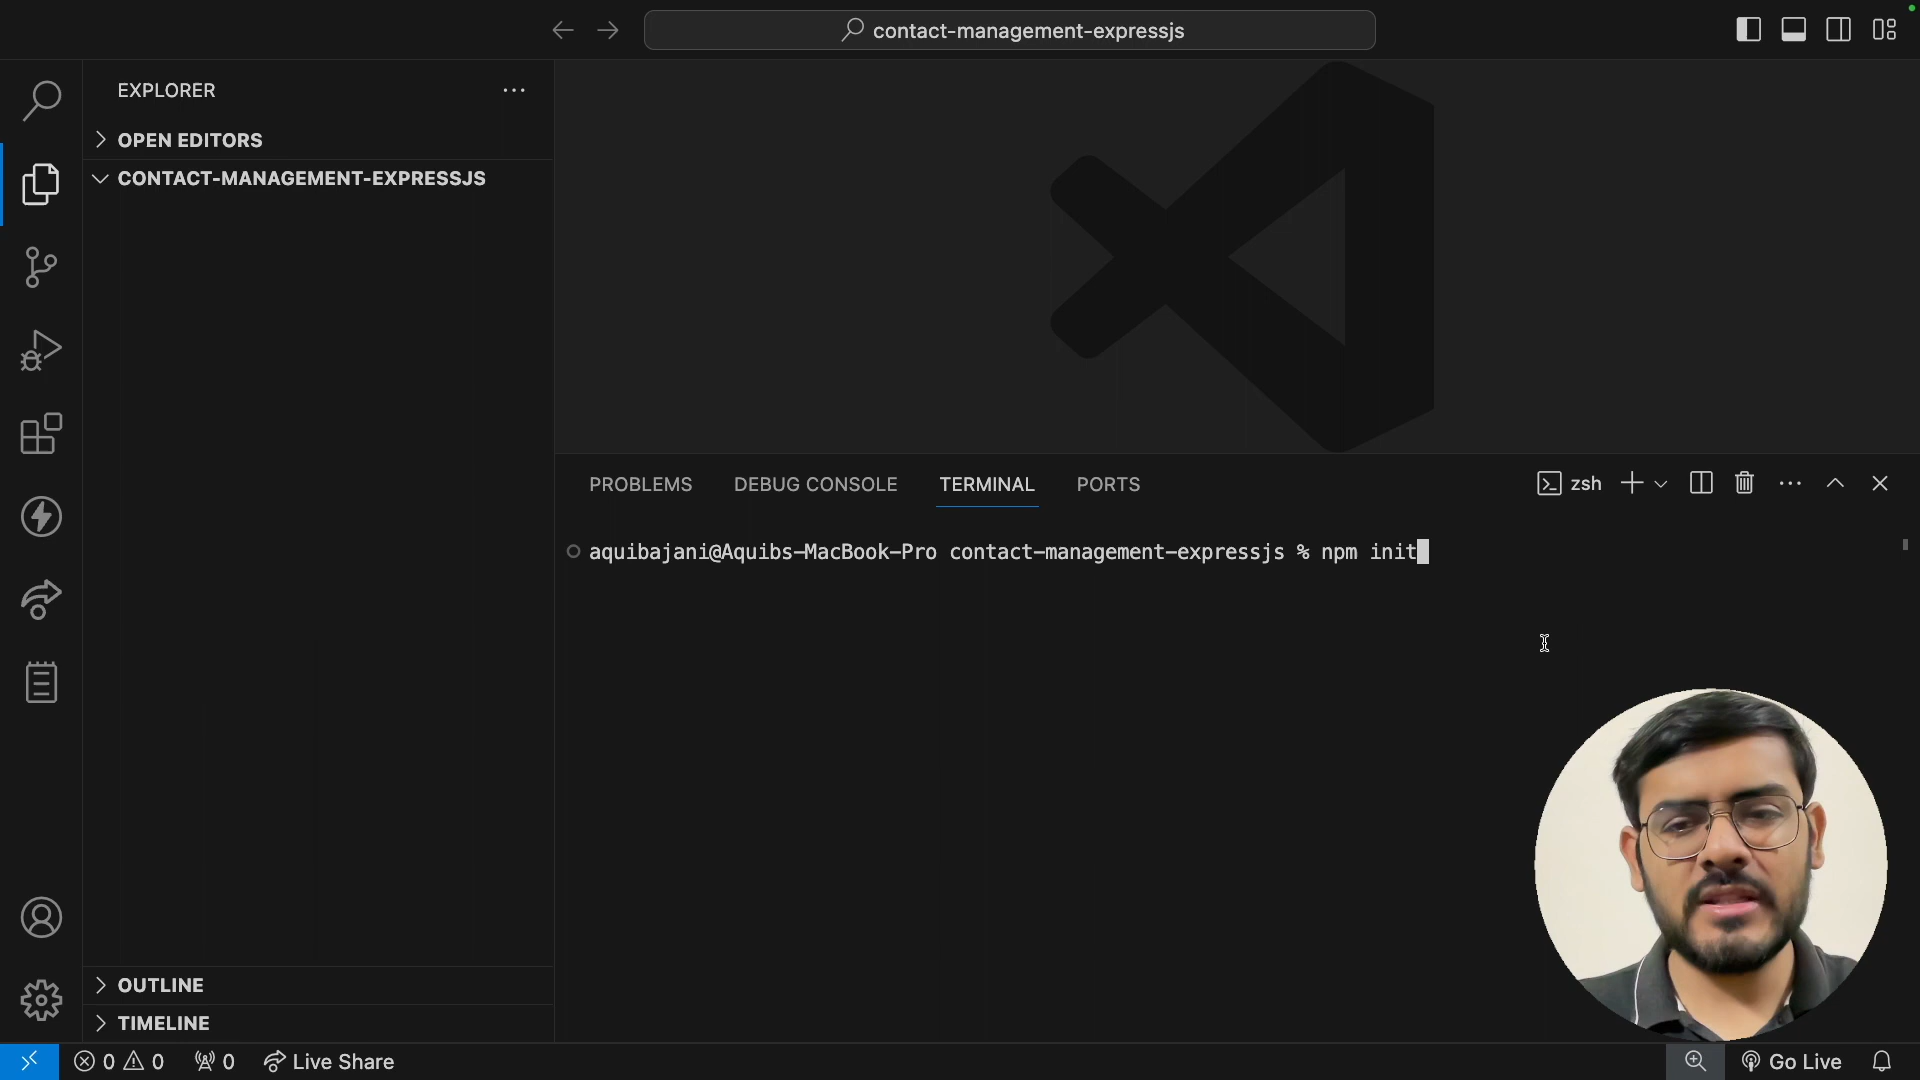 contact-management-expressjs
EXPLORER
OPEN EDITORS
CONTACT-MANAGEMENT-EXPRESSJS
PROBLEMS DEBUG CONSOLE TERMINAL PORTS
zsh
aquibajani@Aquibs-MacBook-Pro contact-management-expressjs % npm init
OUTLINE
TIMELINE
0 0 0 Live Share Go Live